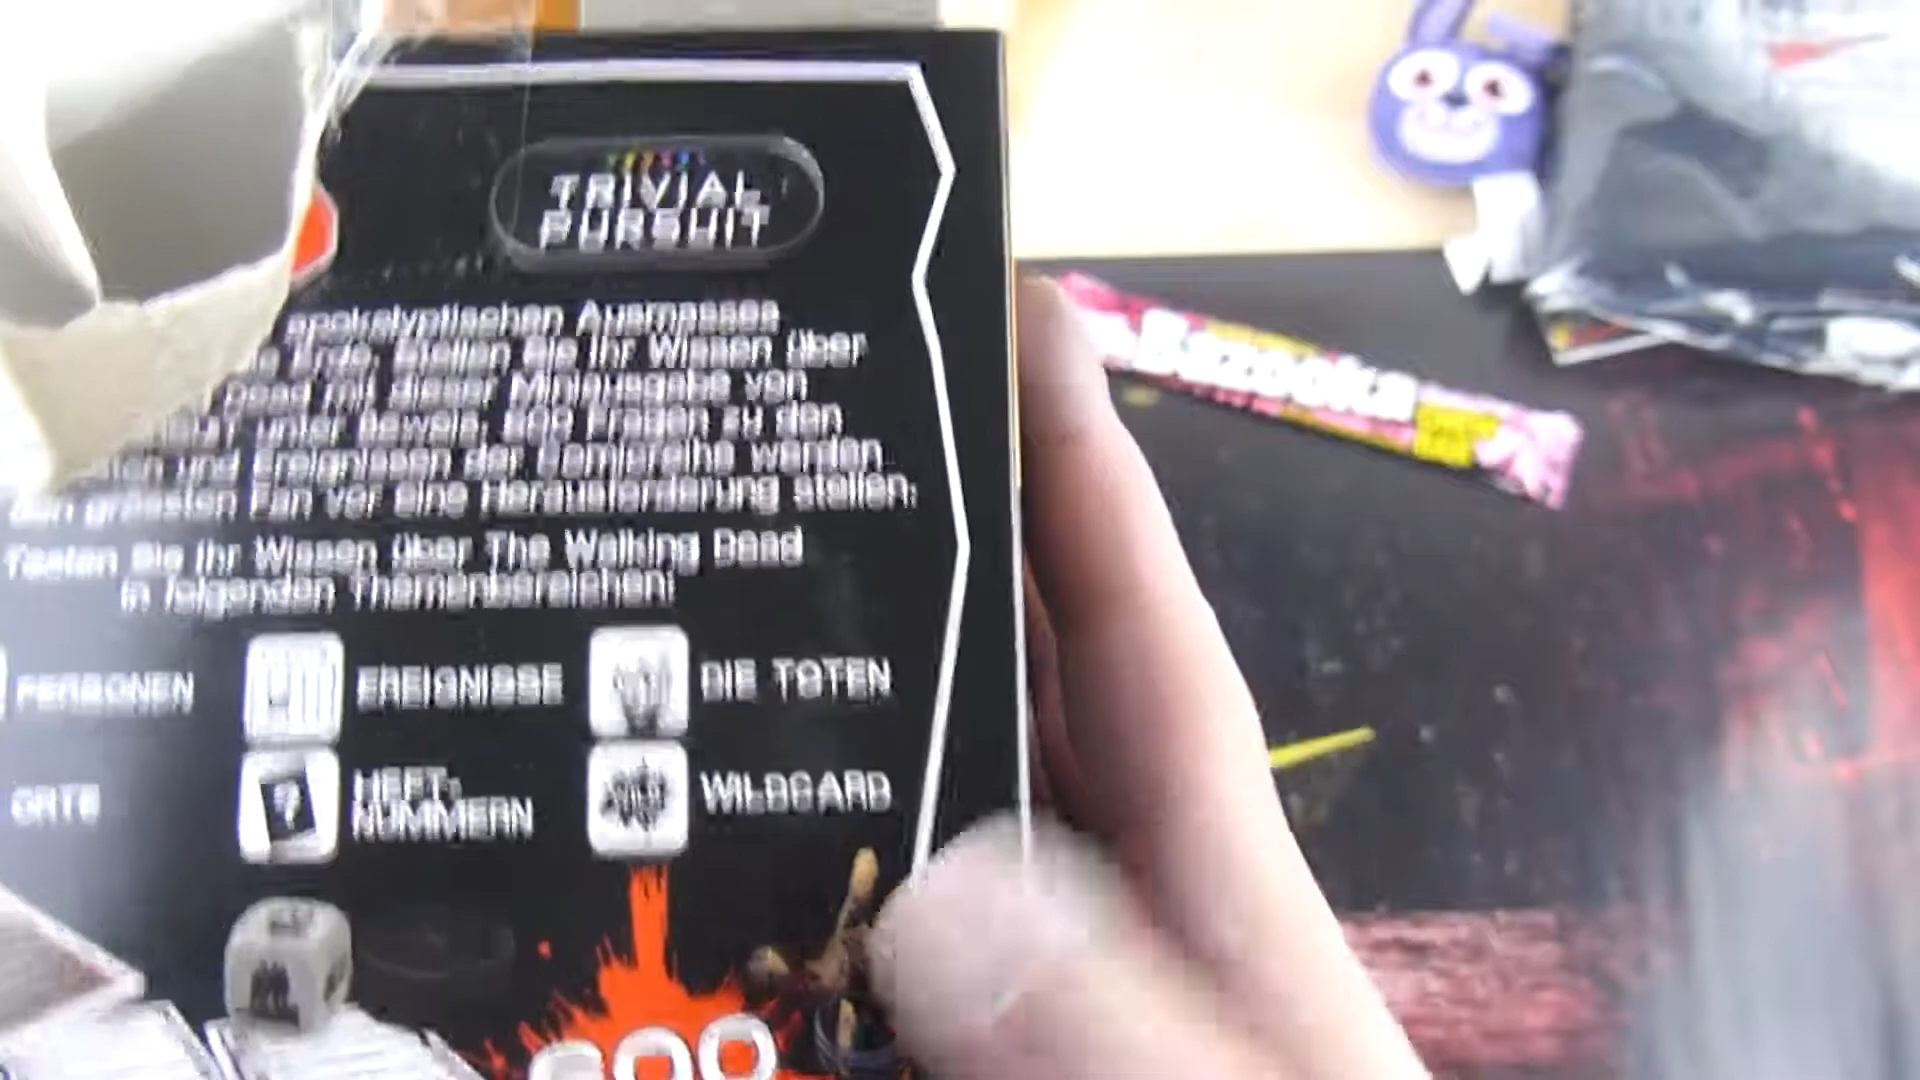 TRIVIAL
PURSUIT
apokalyptischen Ausmasses
Ende. Stellen Sie Ihr Wissen über
Dead mit dieser Miniausgabe von
unter Beweis. 600 Fragen zu den
und Ereignissen der Comicreihe werden
den grössten Fan vor eine Herausforderung stellen.
Testen Sie Ihr Wissen über The Walking Dead
in folgenden Themenbereichen:
PERSONEN
EREIGNISSE
DIE TOTEN
ORTE
HEFT-
NUMMERN
?
WILDCARD
600
Bazooka